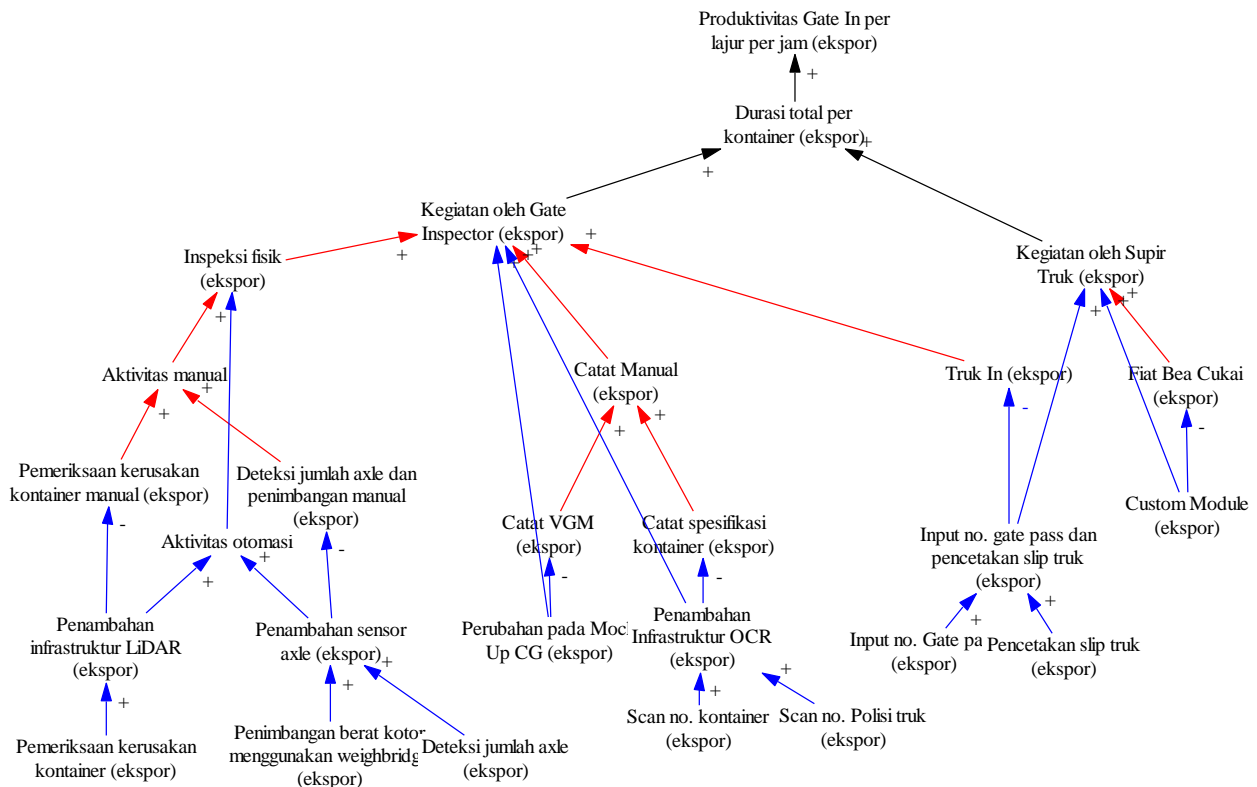 Produktivitas Gate In per
lajur per jam (ekspor)
+
Durasi total per
kontainer (ekspor)
+
+
Kegiatan oleh Gate
Inspector (ekspor)
+
+
+
+
+
Inspeksi fisik
(ekspor)
+
Kegiatan oleh Supir
Truk (ekspor)
+
+
+
Aktivitas manual
+
+
Catat Manual
(ekspor)
+
+
Truk In (ekspor)
-
Fiat Bea Cukai
(ekspor)
-
Pemeriksaan kerusakan
kontainer manual (ekspor)
-
Deteksi jumlah axle dan
penimbangan manual
(ekspor)
-
Aktivitas otomasi
+
+
Catat VGM
(ekspor)
-
Catat spesifikasi
kontainer (ekspor)
-
Input no. gate pass dan
pencetakan slip truk
(ekspor)
+
+
Custom Module
(ekspor)
Penambahan
infrastruktur LiDAR
(ekspor)
+
Penambahan sensor
axle (ekspor)
+
+
Perubahan pada Moc
Up CG (ekspor)
Penambahan
Infrastruktur OCR
(ekspor)
+
+
Input no. Gate pa
(ekspor)
Pencetakan slip truk
(ekspor)
Pemeriksaan kerusakan
kontainer (ekspor)
Penimbangan berat kotor
menggunakan weighbridg
(ekspor)
Deteksi jumlah axle
(ekspor)
Scan no. kontainer
(ekspor)
Scan no. Polisi truk
(ekspor)